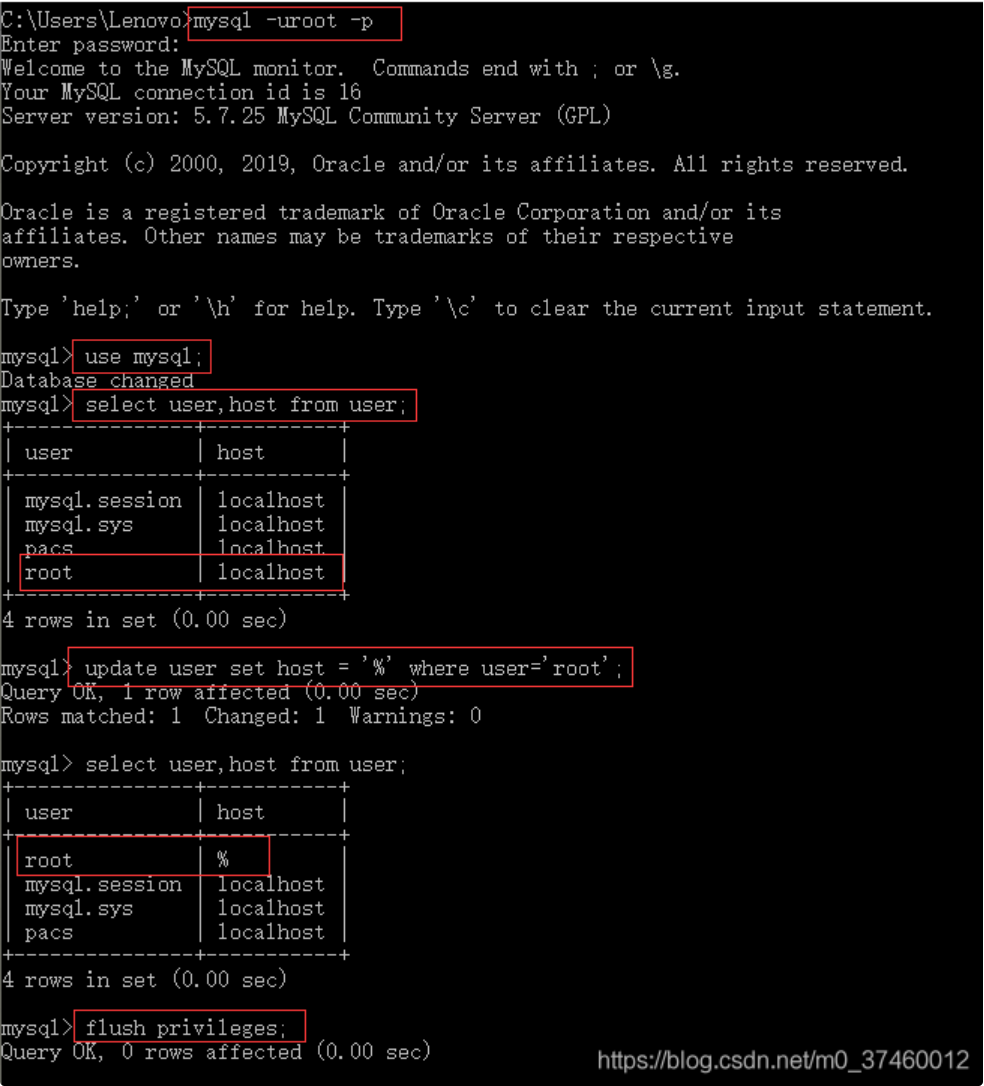 C:\Users\Lenovo>mysql -uroot -p
Enter password:
Welcome to the MySQL monitor.  Commands end with ; or \g.
Your MySQL connection id is 16
Server version: 5.7.25 MySQL Community Server (GPL)
Copyright (c) 2000, 2019, Oracle and/or its affiliates. All rights reserved.
Oracle is a registered trademark of Oracle Corporation and/or its
affiliates. Other names may be trademarks of their respective
owners.
Type 'help;' or '\h' for help. Type '\c' to clear the current input statement.
mysql> use mysql;
Database changed
mysql> select user,host from user;
+---------------+-----------+
| user          | host      |
+---------------+-----------+
| mysql.session | localhost |
| mysql.sys     | localhost |
| pacs          | localhost |
| root          | localhost |
+---------------+-----------+
4 rows in set (0.00 sec)
mysql> update user set host = '%' where user='root';
Query OK, 1 row affected (0.00 sec)
Rows matched: 1  Changed: 1  Warnings: 0
mysql> select user,host from user;
+---------------+-----------+
| user          | host      |
+---------------+-----------+
| root          | %         |
| mysql.session | localhost |
| mysql.sys     | localhost |
| pacs          | localhost |
+---------------+-----------+
4 rows in set (0.00 sec)
mysql> flush privileges;
Query OK, 0 rows affected (0.00 sec)
https://blog.csdn.net/m0_37460012